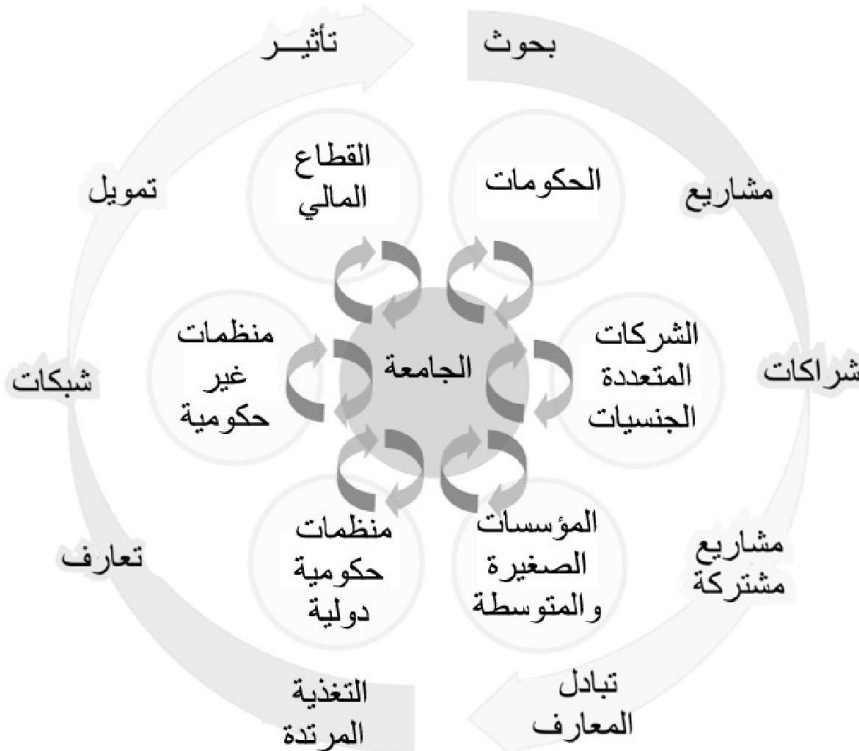 تأثيــر
بحوث
تمويل
القطاع
المالي
الحكومات
مشاريع
شبكات
منظمات
غير
حكومية
الجامعة
الشركات
المتعددة
الجنسيات
شراكات
تعارف
منظمات
حكومية
دولية
المؤسسات
الصغيرة
والمتوسطة
مشاريع
مشتركة
التغذية
المرتدة
تبادل
المعارف